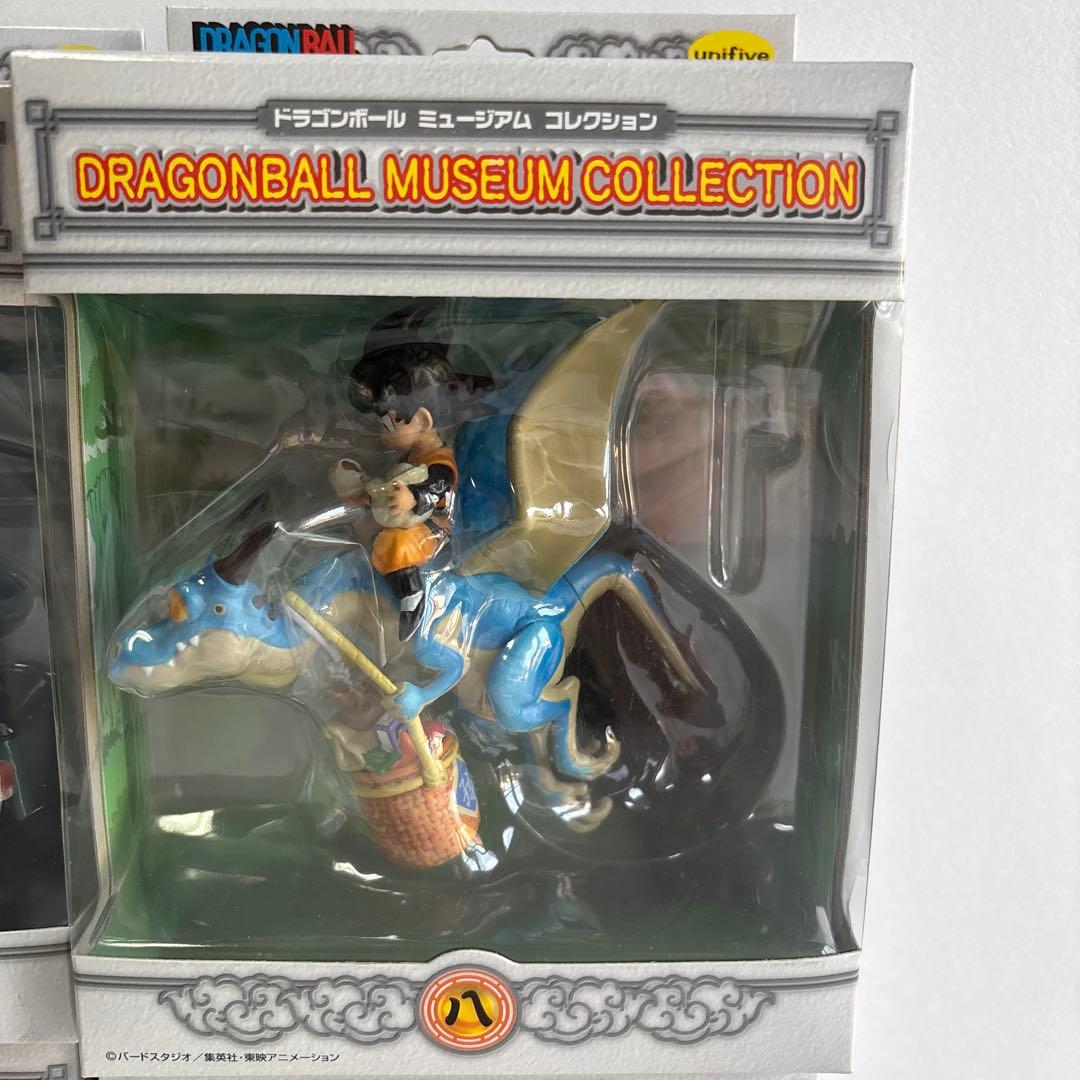 DRAGONBALL
unifive
ドラゴンボール ミュージアム コレクション
DRAGONBALL MUSEUM COLLECTION
八
©バードスタジオ／集英社・東映アニメーション